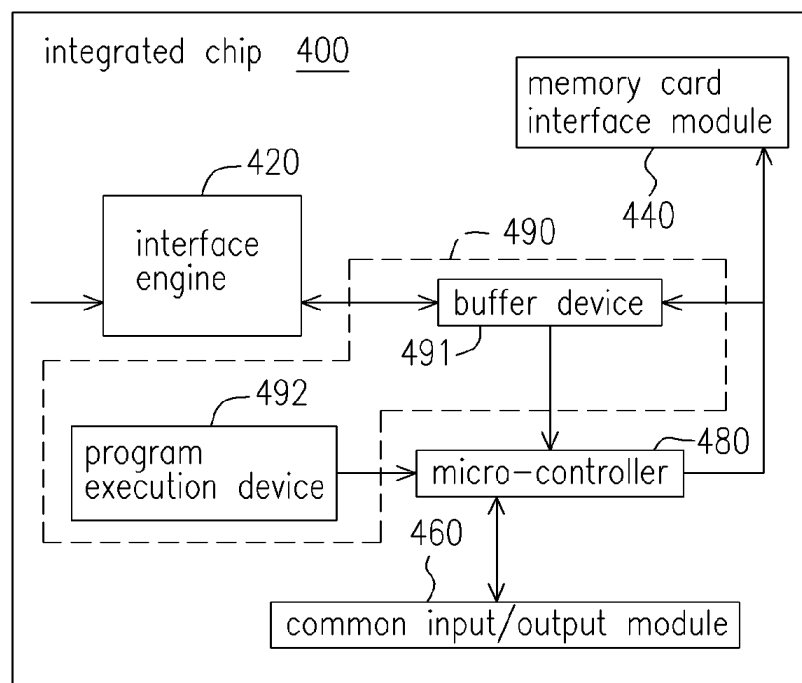 integrated chip 400
memory card
interface module
440
420
interface
engine
490
buffer device
491
492
program
execution device
480
micro-controller
460
common input/output module